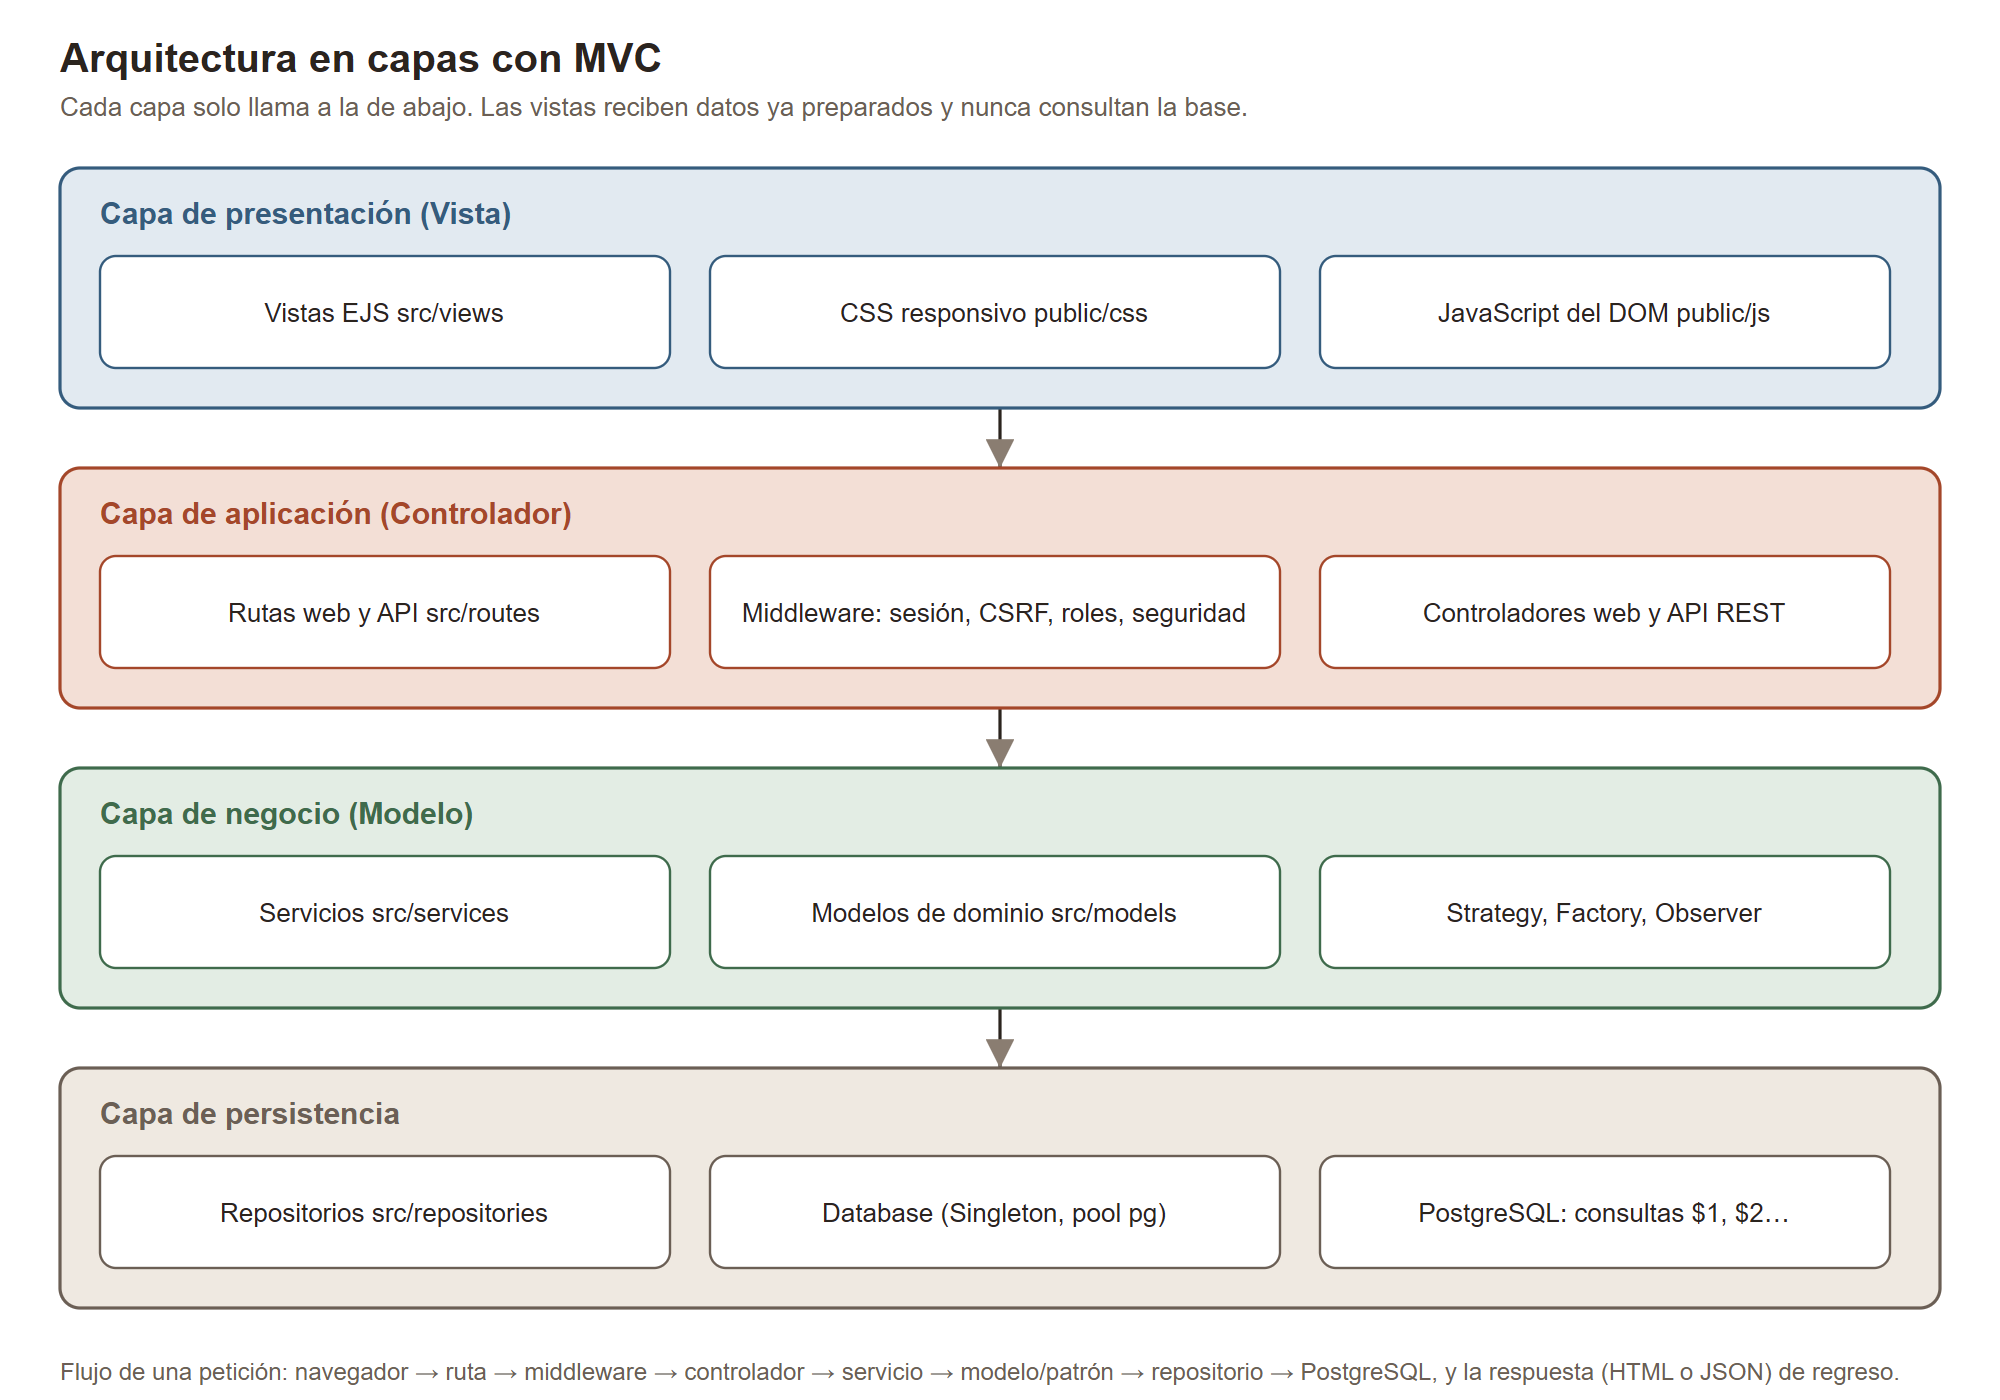 Arquitectura en capas con MVC
Cada capa solo llama a la de abajo. Las vistas reciben datos ya preparados y nunca consultan la base.
Capa de presentación (Vista)
Vistas EJS src/views
CSS responsivo public/css
JavaScript del DOM public/js
Capa de aplicación (Controlador)
Rutas web y API src/routes
Middleware: sesión, CSRF, roles, seguridad
Controladores web y API REST
Capa de negocio (Modelo)
Servicios src/services
Modelos de dominio src/models
Strategy, Factory, Observer
Capa de persistencia
Repositorios src/repositories
Database (Singleton, pool pg)
PostgreSQL: consultas $1, $2…
Flujo de una petición: navegador → ruta → middleware → controlador → servicio → modelo/patrón → repositorio → PostgreSQL, y la respuesta (HTML o JSON) de regreso.